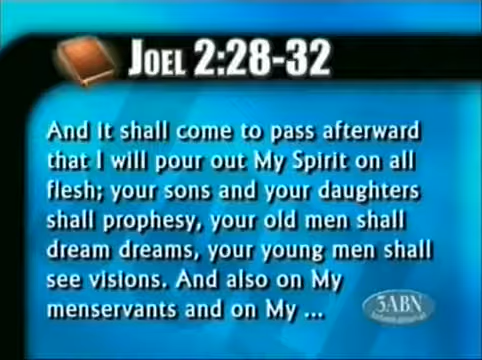 JOEL 2:28-32
And it shall come to pass afterward
that I will pour out My Spirit on all
flesh; your sons and your daughters
shall prophesy, your old men shall
dream dreams, your young men shall
see visions. And also on My
menservants and on My ...
3ABN
International